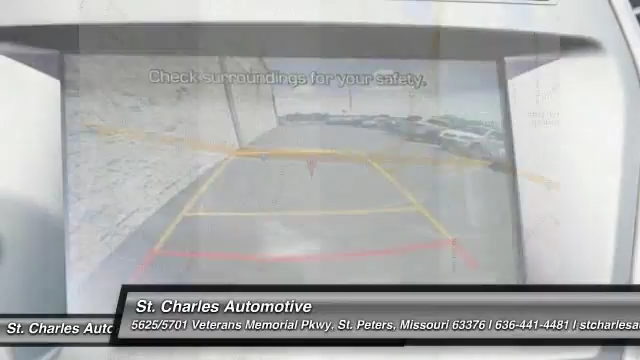 Check surroundings for your safety.
St. Charles Automotive
5625/5701 Veterans Memorial Pkwy. St. Peters, Missouri 63376 | 636-441-4481 | stcharlesa
St. Charles Auto